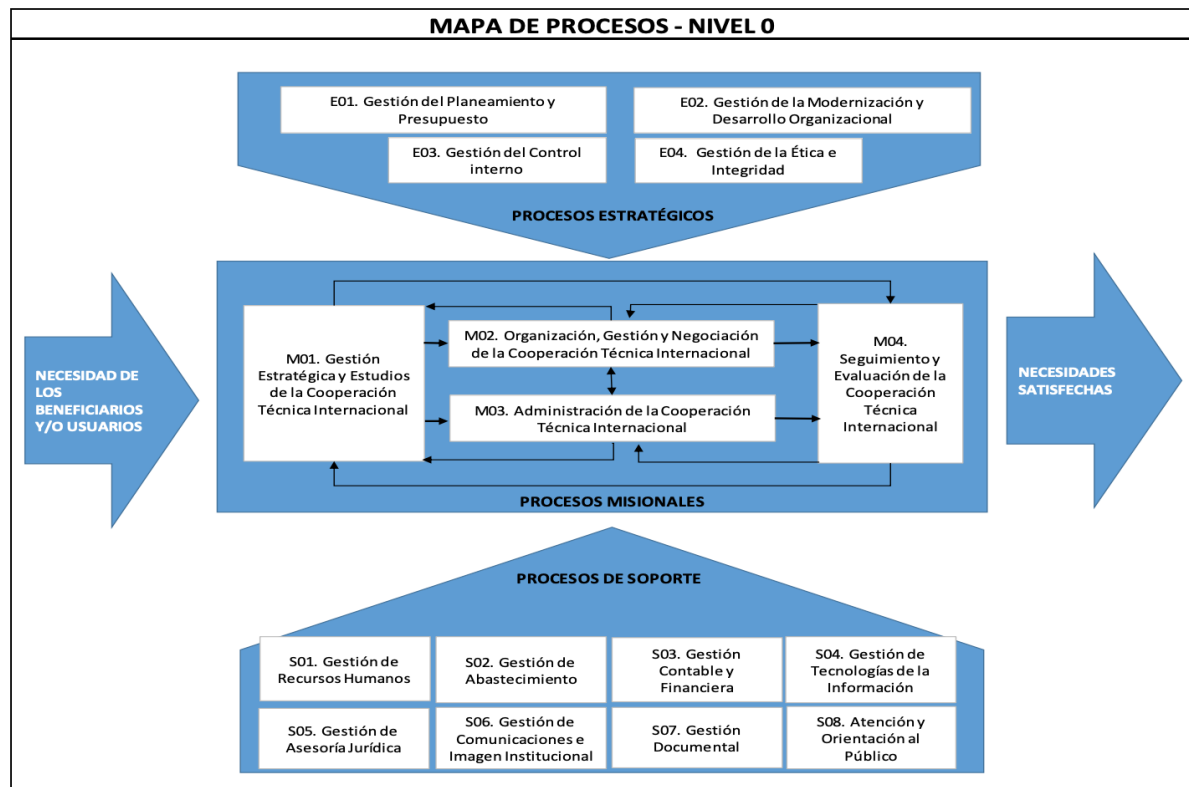 MAPA DE PROCESOS - NIVEL 0
E01. Gestión del Planeamiento y
Presupuesto
E02. Gestión de la Modernización y
Desarrollo Organizacional
E03. Gestión del Control
interno
E04. Gestión de la Ética e
Integridad
PROCESOS ESTRATÉGICOS
NECESIDAD DE
LOS
BENEFICIARIOS
Y/O USUARIOS
M01. Gestión
Estratégica y Estudios
de la Cooperación
Técnica Internacional
M02. Organización, Gestión y Negociación
de la Cooperación Técnica Internacional
M03. Administración de la Cooperación
Técnica Internacional
M04.
Seguimiento y
Evaluación de la
Cooperación
Técnica
Internacional
PROCESOS MISIONALES
NECESIDADES
SATISFECHAS
PROCESOS DE SOPORTE
S01. Gestión de
Recursos Humanos
S02. Gestión de
Abastecimiento
S03. Gestión
Contable y
Financiera
S04. Gestión de
Tecnologías de la
Información
S05. Gestión de
Asesoría Jurídica
S06. Gestión de
Comunicaciones e
Imagen Institucional
S07. Gestión
Documental
S08. Atención y
Orientación al
Público